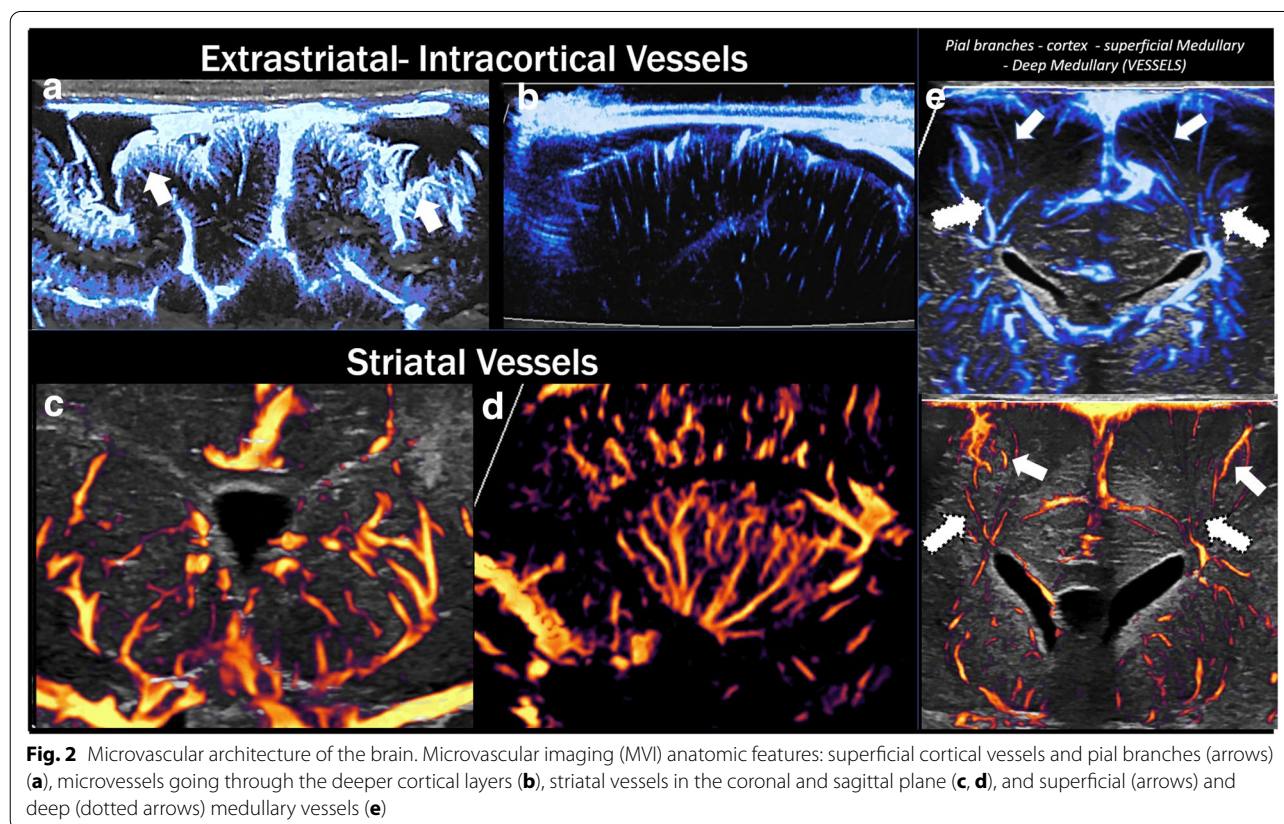 Extrastriatal- Intracortical Vessels
Pial branches - cortex - superficial Medullary
- Deep Medullary (VESSELS)
a
b
e
Striatal Vessels
c
d
Fig. 2 Microvascular architecture of the brain. Microvascular imaging (MVI) anatomic features: superficial cortical vessels and pial branches (arrows)
(a), microvessels going through the deeper cortical layers (b), striatal vessels in the coronal and sagittal plane (c, d), and superficial (arrows) and
deep (dotted arrows) medullary vessels (e)